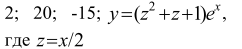 2;   20;   -15;  y=(z²+z+1)eˣ,
где z=x/2